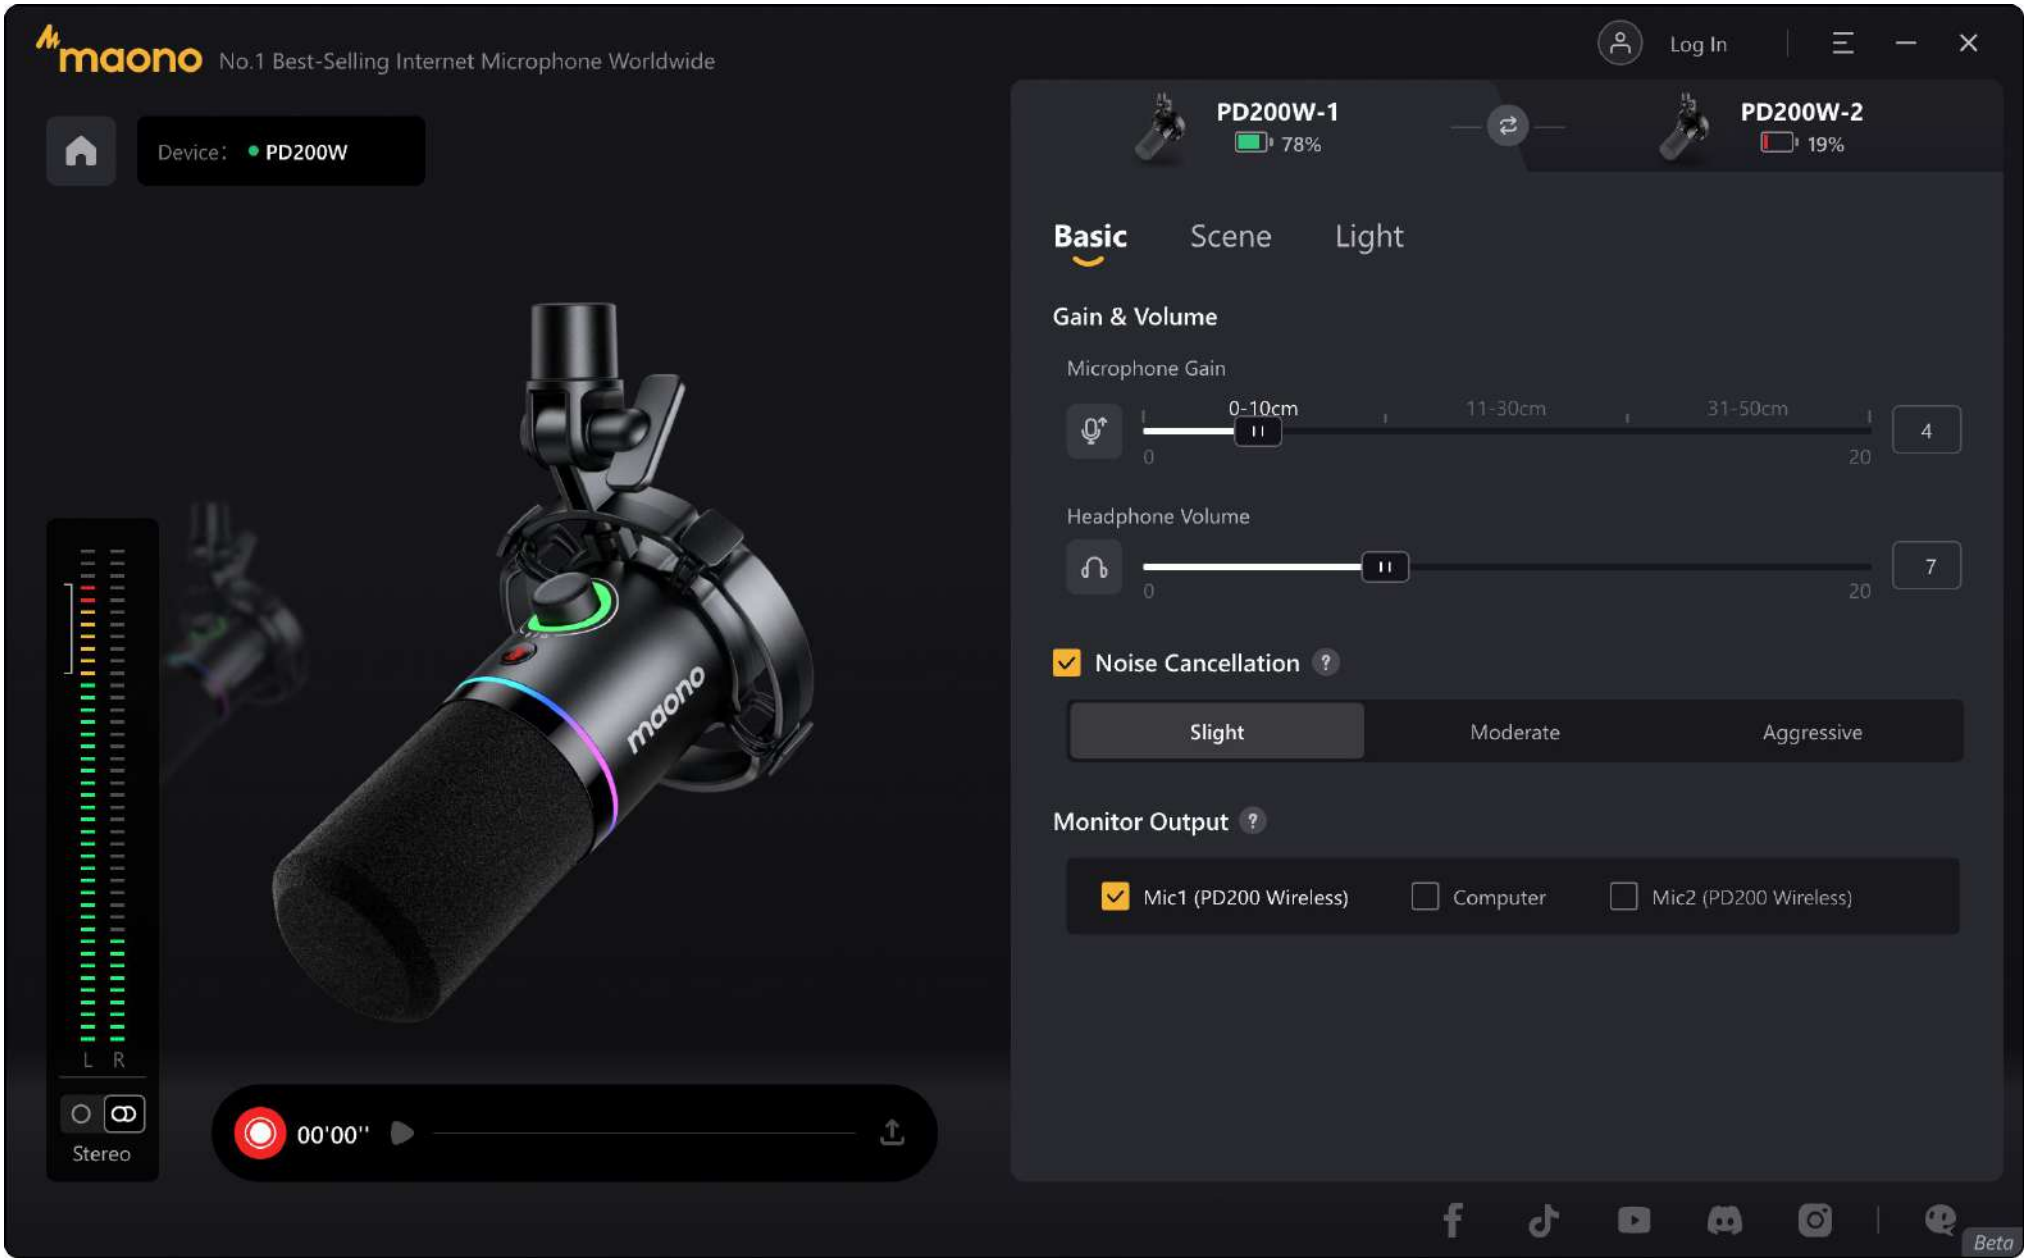 maono No.1 Best-Selling Internet Microphone Worldwide
Log In
Device: PD200W
PD200W-1
78%
PD200W-2
19%
Basic Scene Light
Gain & Volume
Microphone Gain
0-10cm 11-30cm 31-50cm
4
0 20
Headphone Volume
7
0 20
Noise Cancellation ?
Slight Moderate Aggressive
Monitor Output ?
Mic1 (PD200 Wireless) Computer Mic2 (PD200 Wireless)
maono
L R
Stereo
00'00''
Beta